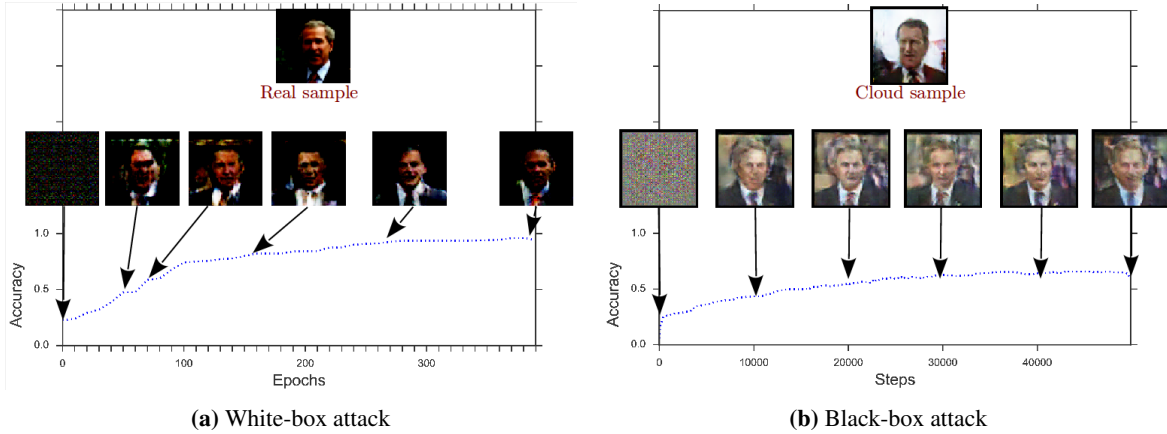 Real sample
1.0
0.5
0.0
Accuracy
0
100
200
300
Epochs
(a) White-box attack
Cloud sample
1.0
0.5
0.0
Accuracy
0
10000
20000
30000
40000
Steps
(b) Black-box attack